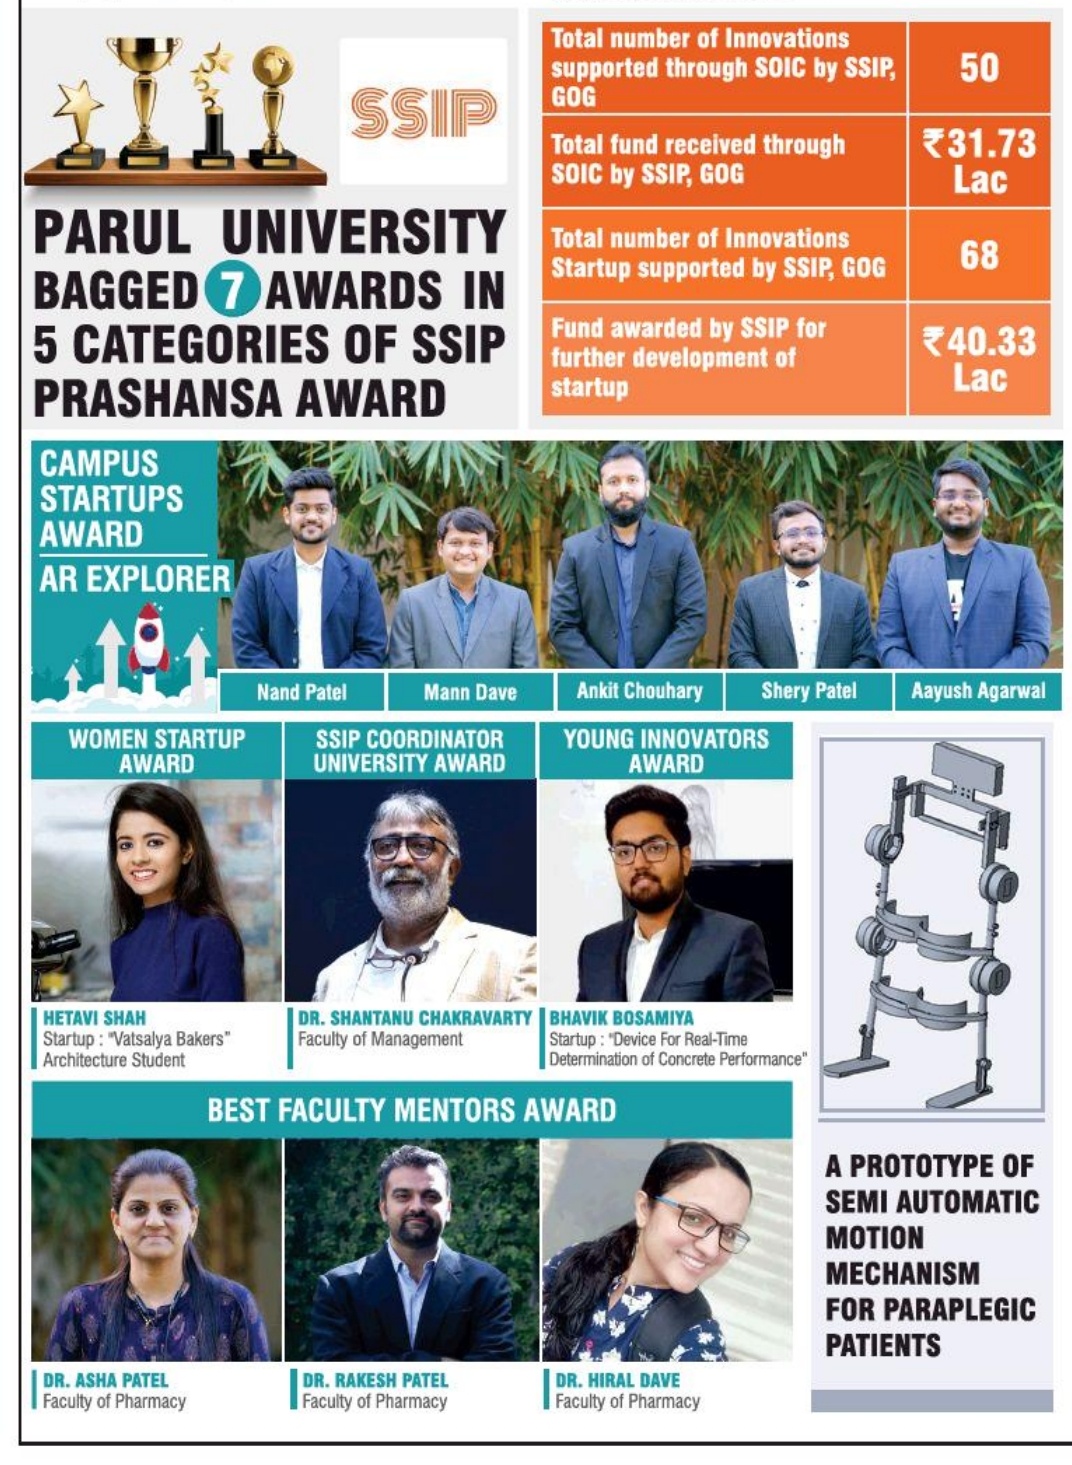 SSIP
PARUL UNIVERSITY
BAGGED 7 AWARDS IN
5 CATEGORIES OF SSIP
PRASHANSA AWARD
Total number of Innovations
supported through SOIC by SSIP,
GOG
50
Total fund received through
SOIC by SSIP, GOG
₹31.73
Lac
Total number of Innovations
Startup supported by SSIP, GOG
68
Fund awarded by SSIP for
further development of
startup
₹40.33
Lac
CAMPUS
STARTUPS
AWARD
AR EXPLORER
Nand Patel
Mann Dave
Ankit Chouhary
Shery Patel
Aayush Agarwal
WOMEN STARTUP
AWARD
HETAVI SHAH
Startup : "Vatsalya Bakers"
Architecture Student
SSIP COORDINATOR
UNIVERSITY AWARD
DR. SHANTANU CHAKRAVARTY
Faculty of Management
YOUNG INNOVATORS
AWARD
BHAVIK BOSAMIYA
Startup : "Device For Real-Time
Determination of Concrete Performance"
BEST FACULTY MENTORS AWARD
DR. ASHA PATEL
Faculty of Pharmacy
DR. RAKESH PATEL
Faculty of Pharmacy
DR. HIRAL DAVE
Faculty of Pharmacy
A PROTOTYPE OF
SEMI AUTOMATIC
MOTION
MECHANISM
FOR PARAPLEGIC
PATIENTS